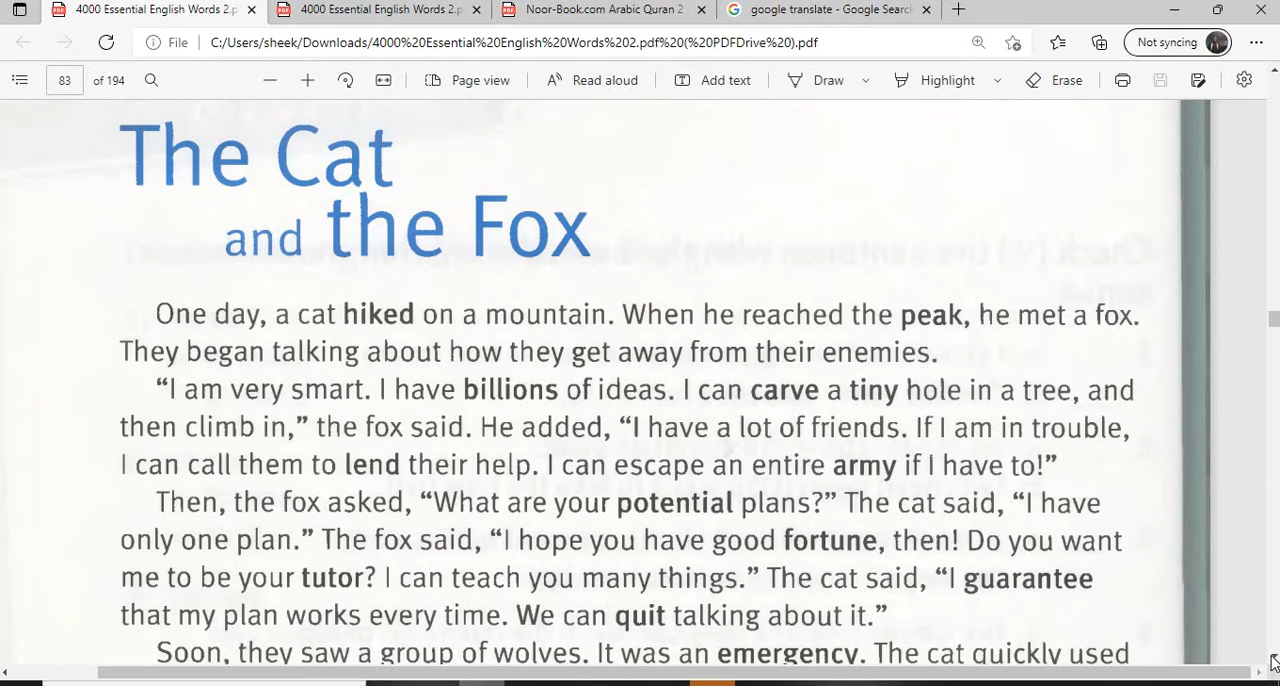 4000 Essential English Words 2.p
4000 Essential English Words 2.p
Noor-Book.com Arabic Quran 2
google translate - Google Searc
File
C:/Users/sheek/Downloads/4000%20Essential%20English%20Words%202.pdf%20(%20PDFDrive%20).pdf
Not syncing
83 of 194
Page view
Read aloud
Add text
Draw
Highlight
Erase
The Cat
and the Fox
One day, a cat hiked on a mountain. When he reached the peak, he met a fox.
They began talking about how they get away from their enemies.
“I am very smart. I have billions of ideas. I can carve a tiny hole in a tree, and
then climb in,” the fox said. He added, “I have a lot of friends. If I am in trouble,
I can call them to lend their help. I can escape an entire army if I have to!”
Then, the fox asked, “What are your potential plans?” The cat said, “I have
only one plan.” The fox said, “I hope you have good fortune, then! Do you want
me to be your tutor? I can teach you many things.” The cat said, “I guarantee
that my plan works every time. We can quit talking about it.”
Soon, they saw a group of wolves. It was an emergency. The cat quickly used